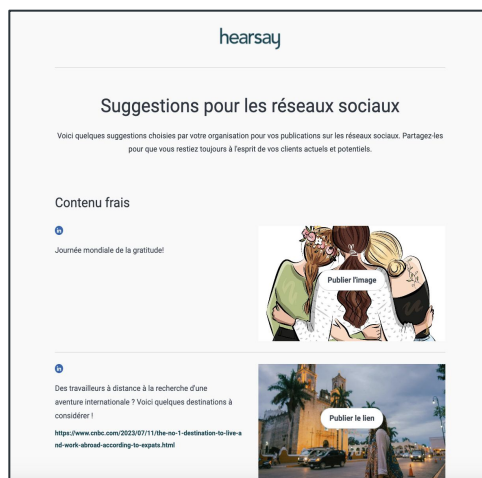 hearsay
Suggestions pour les réseaux sociaux
Voici quelques suggestions choisies par votre organisation pour vos publications sur les réseaux sociaux. Partagez-les
pour que vous restiez toujours à l'esprit de vos clients actuels et potentiels.
Contenu frais
in
Journée mondiale de la gratitude!
Publier l'image
in
Des travailleurs à distance à la recherche d'une
aventure internationale ? Voici quelques destinations à
considérer !
https://www.cnbc.com/2023/07/11/the-no-1-destination-to-live-a
nd-work-abroad-according-to-expats.html
Publier le lien